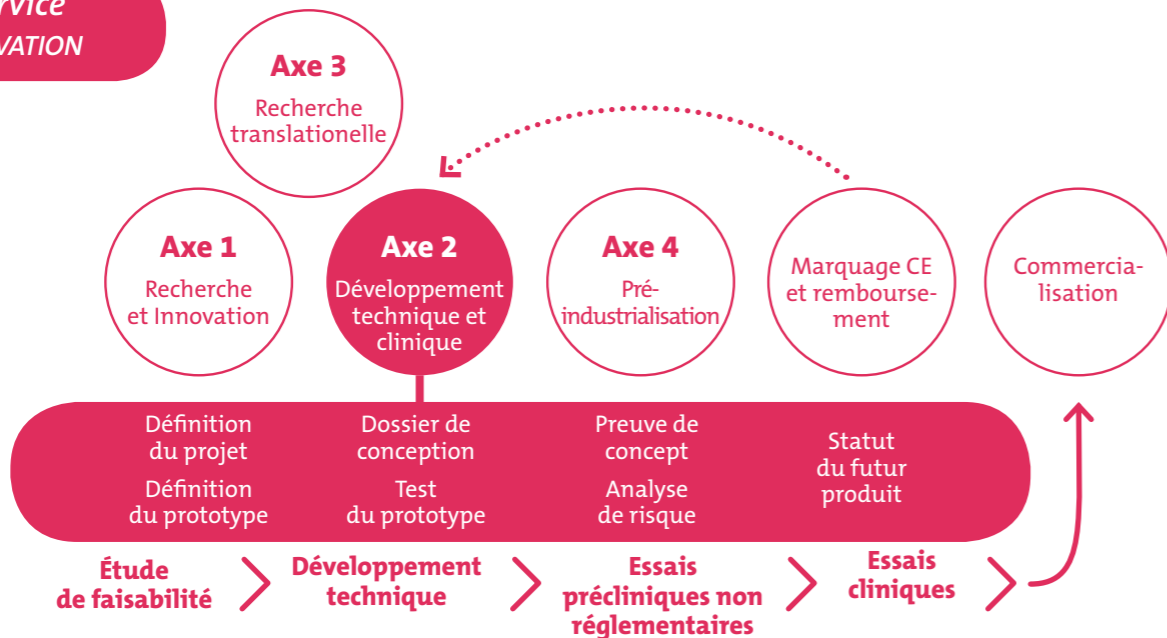 rvice
VATION
Axe 3
Recherche
translationelle
Axe 1
Recherche
et Innovation
Axe 2
Développement
technique et
clinique
Axe 4
Pré-
industrialisation
Marquage CE
et rembourse-
ment
Commercia-
lisation
Définition
du projet
Définition
du prototype
Dossier de
conception
Test
du prototype
Preuve de
concept
Analyse
de risque
Statut
du futur
produit
Étude
de faisabilité
Développement
technique
Essais
précliniques non
réglementaires
Essais
cliniques